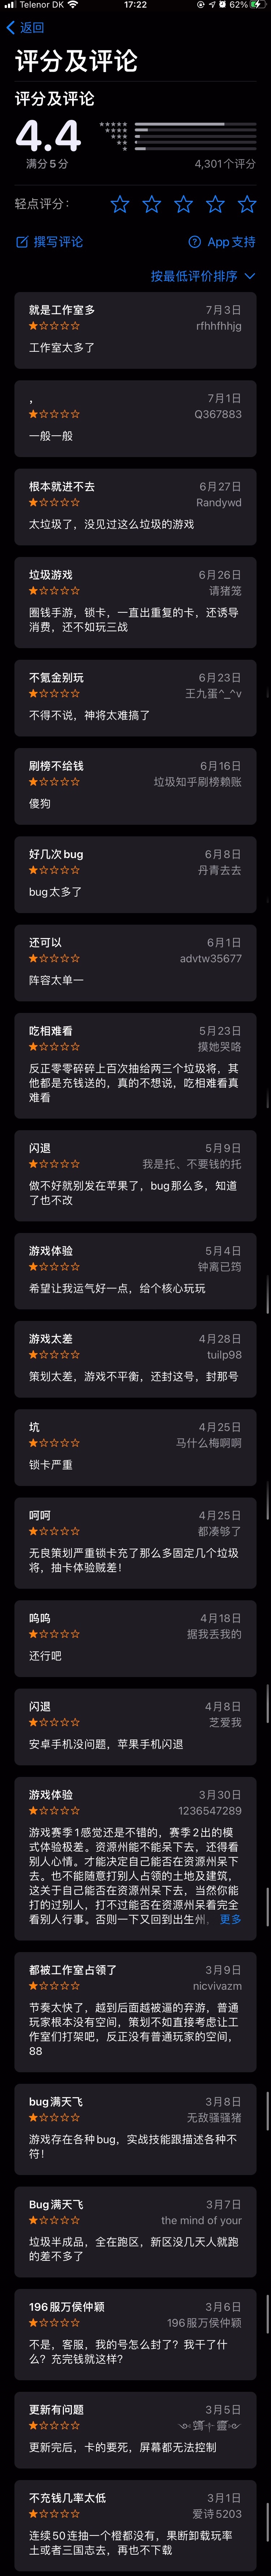 Telenor DK 17:22 62%
返回
评分及评论
评分及评论
4.4
满分5分
4,301个评分
轻点评分：
撰写评论 App支持
按最低评价排序
就是工作室多 7月3日
rfhhfhhjg
工作室太多了
， 7月1日
Q367883
一般一般
根本就进不去 6月27日
Randywd
太垃圾了，没见过这么垃圾的游戏
垃圾游戏 6月26日
请猪笼
圈钱手游，锁卡，一直出重复的卡，还诱导
消费，还不如玩三战
不氪金别玩 6月23日
王九蛋^_^v
不得不说，神将太难搞了
刷榜不给钱 6月16日
垃圾知乎刷榜赖账
傻狗
好几次bug 6月8日
丹青去去
bug太多了
还可以 6月1日
advtw35677
阵容太单一
吃相难看 5月23日
摸她哭咯
反正零零碎碎上百次抽给两三个垃圾将，其
他都是充钱送的，真的不想说，吃相难看真
难看
闪退 5月9日
我是托、不要钱的托
做不好就别发在苹果了，bug那么多，知道
了也不改
游戏体验 5月4日
钟离已筠
希望让我运气好一点，给个核心玩玩
游戏太差 4月28日
tuilp98
策划太差，游戏不平衡，还封这号，封那号
坑 4月25日
马什么梅啊啊
锁卡严重
呵呵 4月25日
都凑够了
无良策划严重锁卡充了那么多固定几个垃圾
将，抽卡体验贼差！
呜呜 4月18日
据我丢我的
还行吧
闪退 4月8日
芝爱我
安卓手机没问题，苹果手机闪退
游戏体验 3月30日
1236547289
游戏赛季1感觉还是不错的，赛季2出的模
式体验极差。资源州能不能呆下去，还得看
别人心情。才能决定自己能否在资源州呆下
去。也不能随意打别人占领的土地及建筑，
这关于自己能否在资源州呆下去，当然你能
打的过别人，打不过能否在资源州呆着完全
看别人行事。否则一下又回到出生州， 更多
都被工作室占领了 3月9日
nicvivazm
节奏太快了，越到后面越被逼的弃游，普通
玩家根本没有空间，策划不如直接考虑让工
作室们打架吧，反正没有普通玩家的空间，
88
bug满天飞 3月8日
无敌骚骚猪
游戏存在各种bug，实战技能跟描述各种不
符！
Bug满天飞 3月7日
the mind of your
垃圾半成品，全在跑区，新区没几天人就跑
的差不多了
196服万侯仲颖 3月6日
196服万侯仲颖
不是，客服，我的号怎么封了？我干了什
么？充完钱就这样？
更新有问题 3月5日
更新完后，卡的要死，屏幕都无法控制
不充钱几率太低 3月1日
爱诗5203
连续50连抽一个橙都没有，果断卸载玩率
土或者三国志去，再也不下载